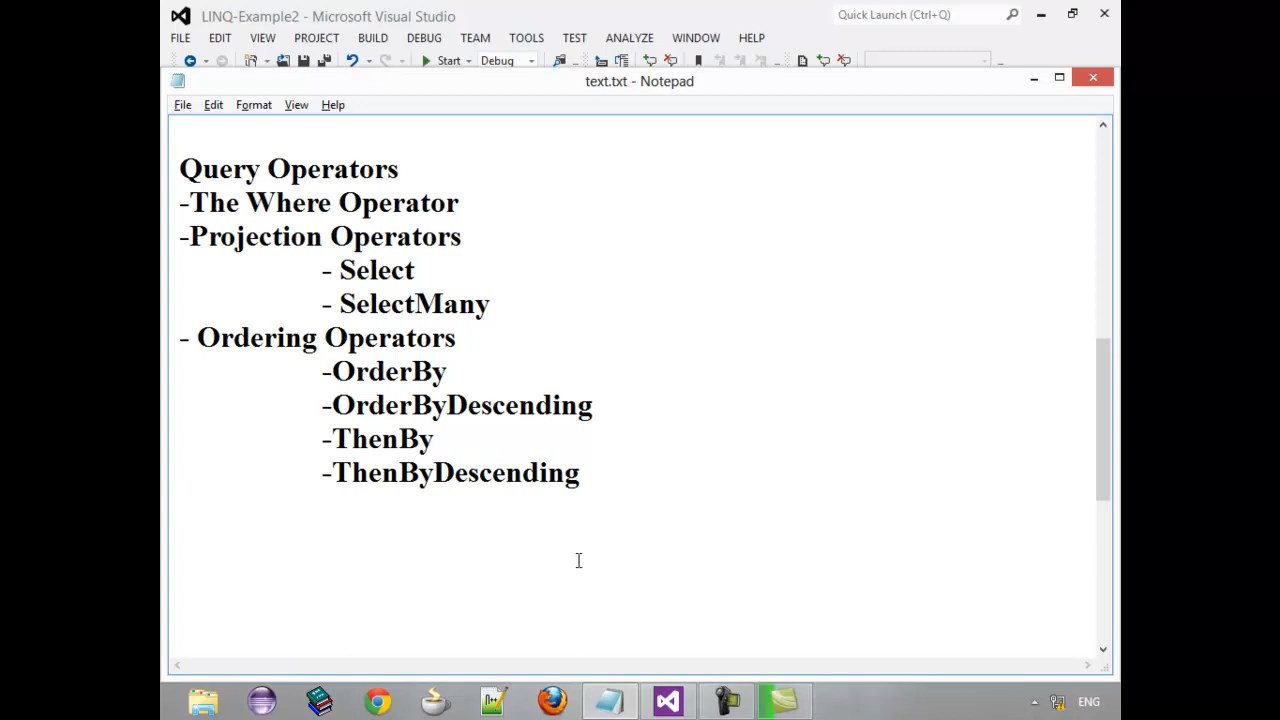 LINQ-Example2 - Microsoft Visual Studio
Quick Launch (Ctrl+Q)
FILE EDIT VIEW PROJECT BUILD DEBUG TEAM TOOLS TEST ANALYZE WINDOW HELP
Start Debug
text.txt - Notepad
File Edit Format View Help
Query Operators
-The Where Operator
-Projection Operators
- Select
- SelectMany
- Ordering Operators
-OrderBy
-OrderByDescending
-ThenBy
-ThenByDescending
ENG